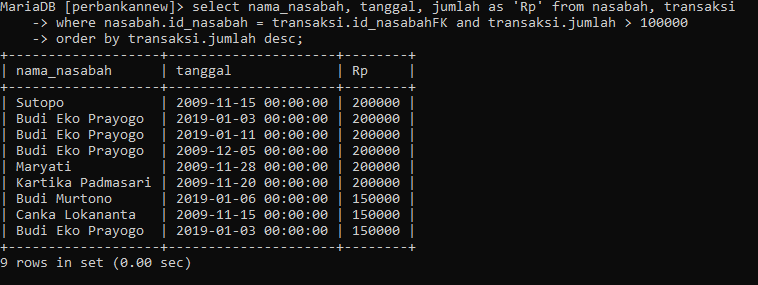 MariaDB [perbankannew]> select nama_nasabah, tanggal, jumlah as 'Rp' from nasabah, transaksi
    -> where nasabah.id_nasabah = transaksi.id_nasabahFK and transaksi.jumlah > 100000
    -> order by transaksi.jumlah desc;
+-------------------+---------------------+--------+
| nama_nasabah      | tanggal             | Rp     |
+-------------------+---------------------+--------+
| Sutopo            | 2009-11-15 00:00:00 | 200000 |
| Budi Eko Prayogo  | 2019-01-03 00:00:00 | 200000 |
| Budi Eko Prayogo  | 2019-01-11 00:00:00 | 200000 |
| Budi Eko Prayogo  | 2009-12-05 00:00:00 | 200000 |
| Maryati           | 2009-11-28 00:00:00 | 200000 |
| Kartika Padmasari | 2009-11-20 00:00:00 | 200000 |
| Budi Murtono      | 2019-01-06 00:00:00 | 150000 |
| Canka Lokananta   | 2009-11-15 00:00:00 | 150000 |
| Budi Eko Prayogo  | 2019-01-03 00:00:00 | 150000 |
+-------------------+---------------------+--------+
9 rows in set (0.00 sec)